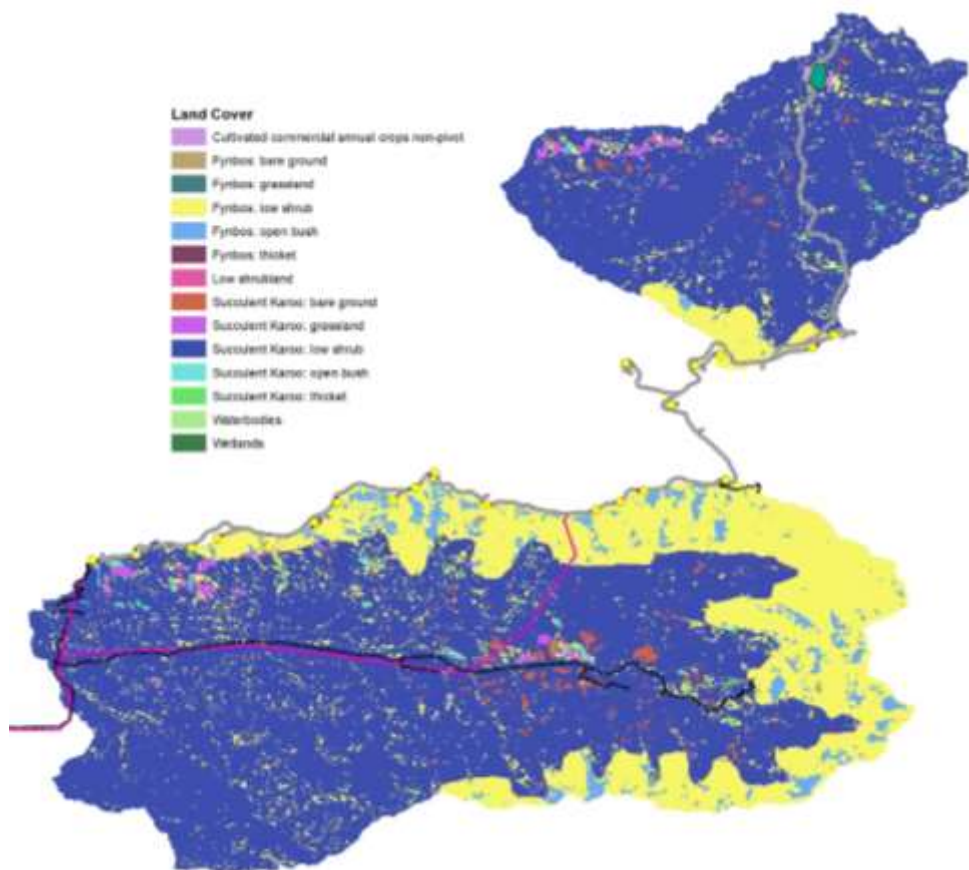 Land Cover
Cultivated commercial annual crops non-pivot
Fynbos: bare ground
Fynbos: grassland
Fynbos: low shrub
Fynbos: open bush
Fynbos: thicket
Low shrubland
Succulent Karoo: bare ground
Succulent Karoo: grassland
Succulent Karoo: low shrub
Succulent Karoo: open bush
Succulent Karoo: thicket
Waterbodies
Wetlands